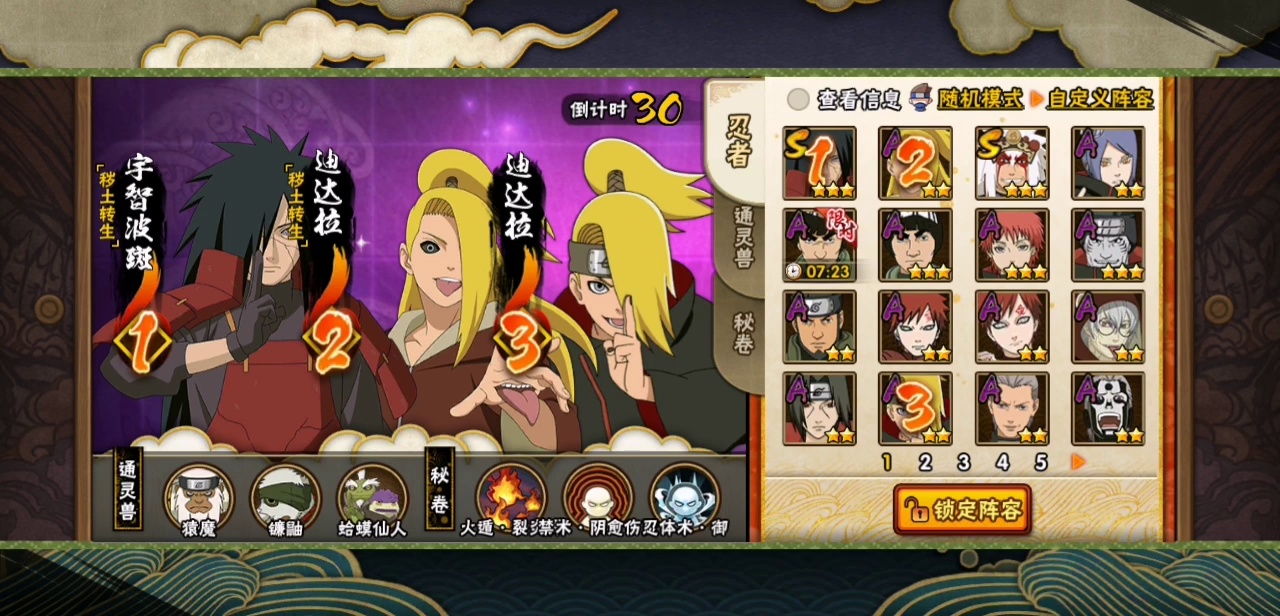 倒计时30
秽土转生
宇智波斑
1
秽土转生
迪达拉
2
迪达拉
3
通灵兽
猿魔
镰鼬
蛤蟆仙人
秘卷
火遁·裂
禁术·阴愈伤
忍体术·御
忍者
通灵兽
秘卷
查看信息
随机模式
自定义阵容
S 1
A 2
S
A
A 限时
07:23
A
A
A
A
A
A
A
A
A 3
A
A
1 2 3 4 5
锁定阵容